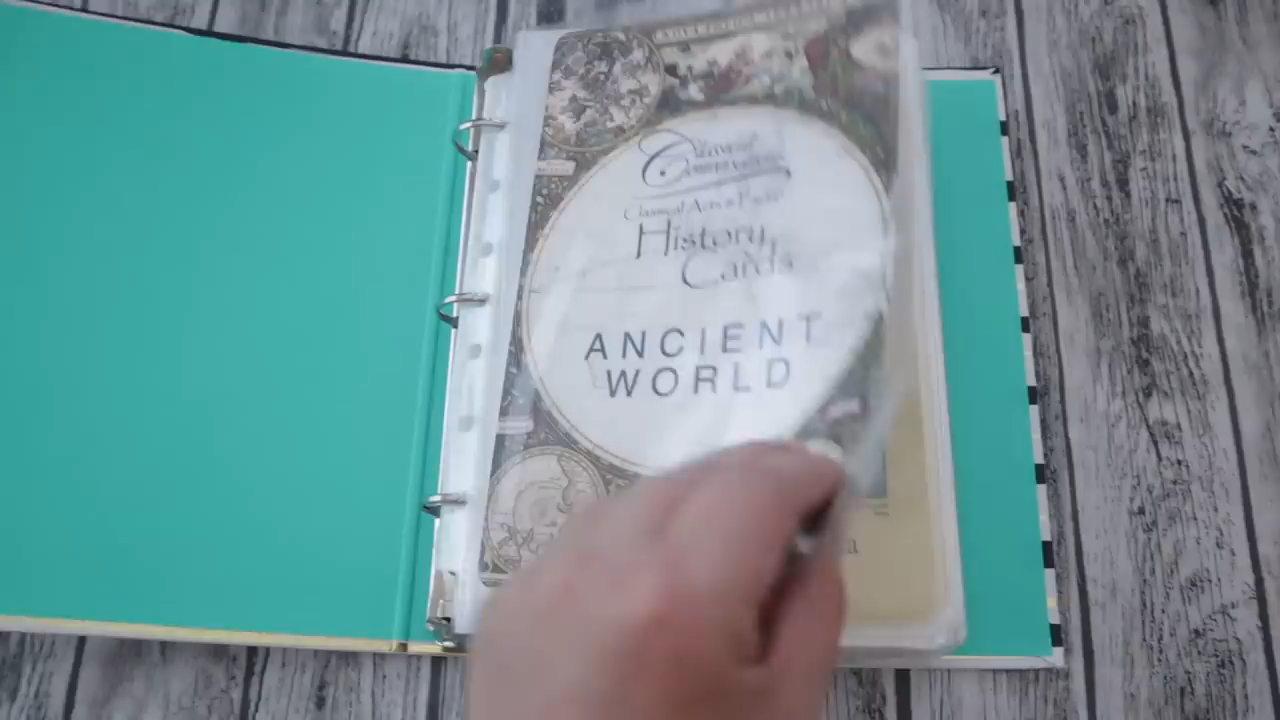 Classical
Conversations
Classical Acts & Facts
History
Cards
ANCIENT
WORLD